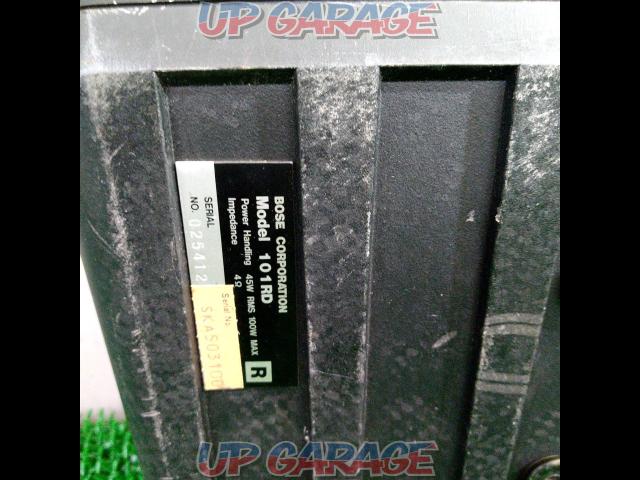 UP GARAGE
BOSE CORPORATION
Model 101RD
Power Handling 45W RMS 100W MAX
Impedance 4Ω
R
SERIAL NO. 025412
Serial No.
SKA503100
UP GARAGE